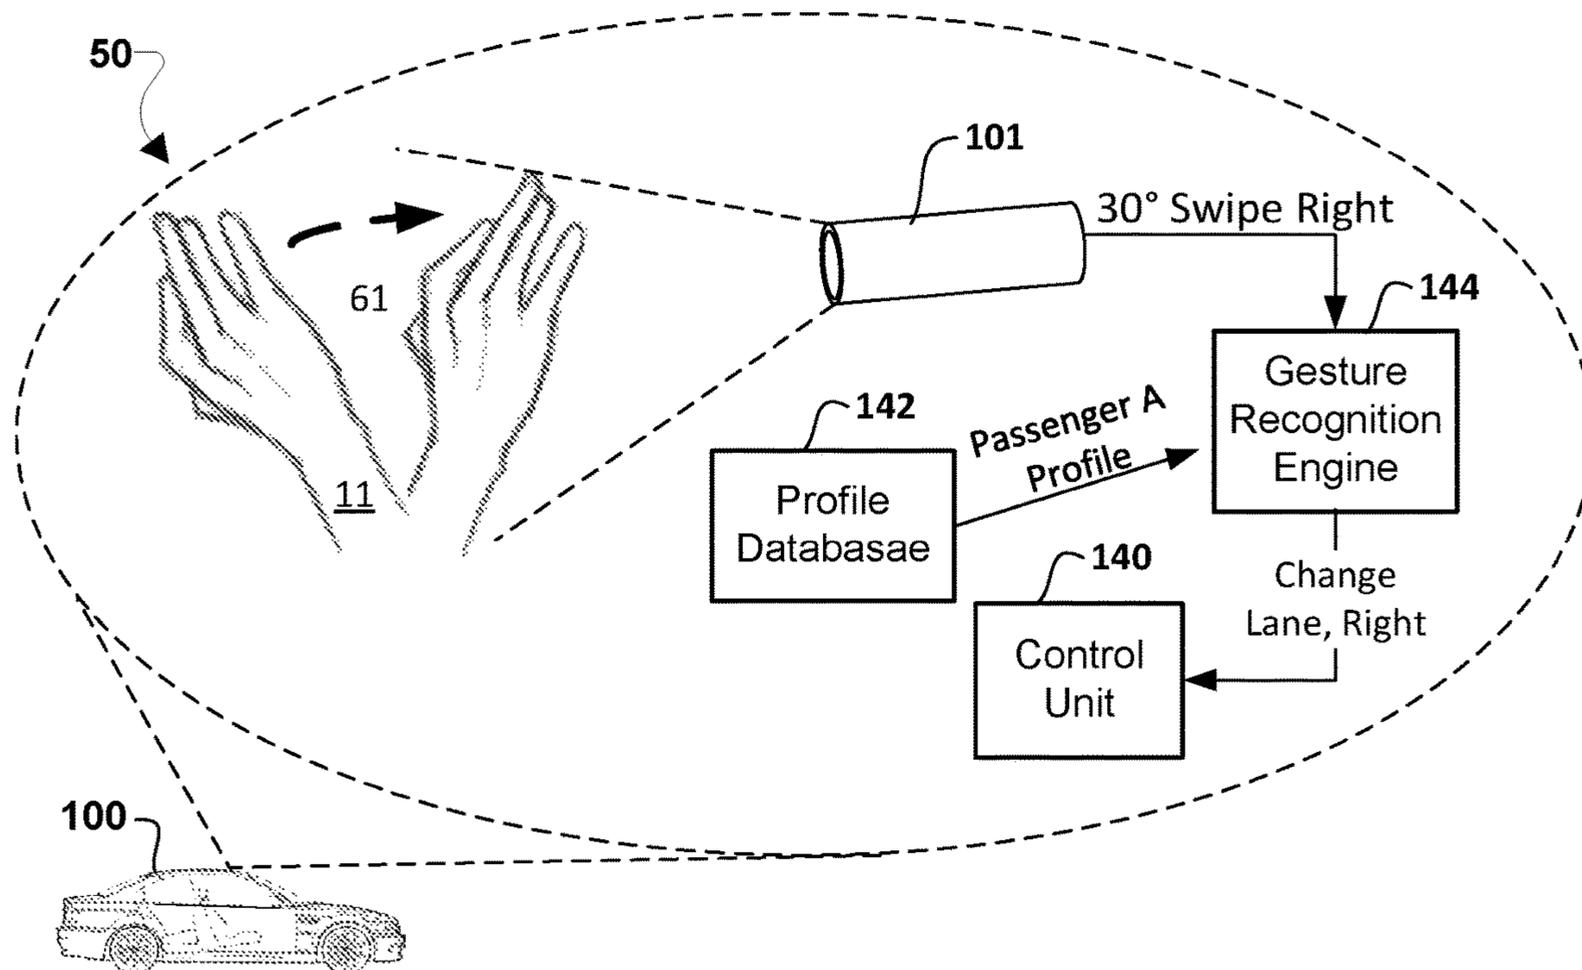 50
101
30° Swipe Right
61
144
Gesture
Recognition
Engine
142
Passenger A
Profile
11
Profile
Databasae
140
Change
Lane, Right
Control
Unit
100